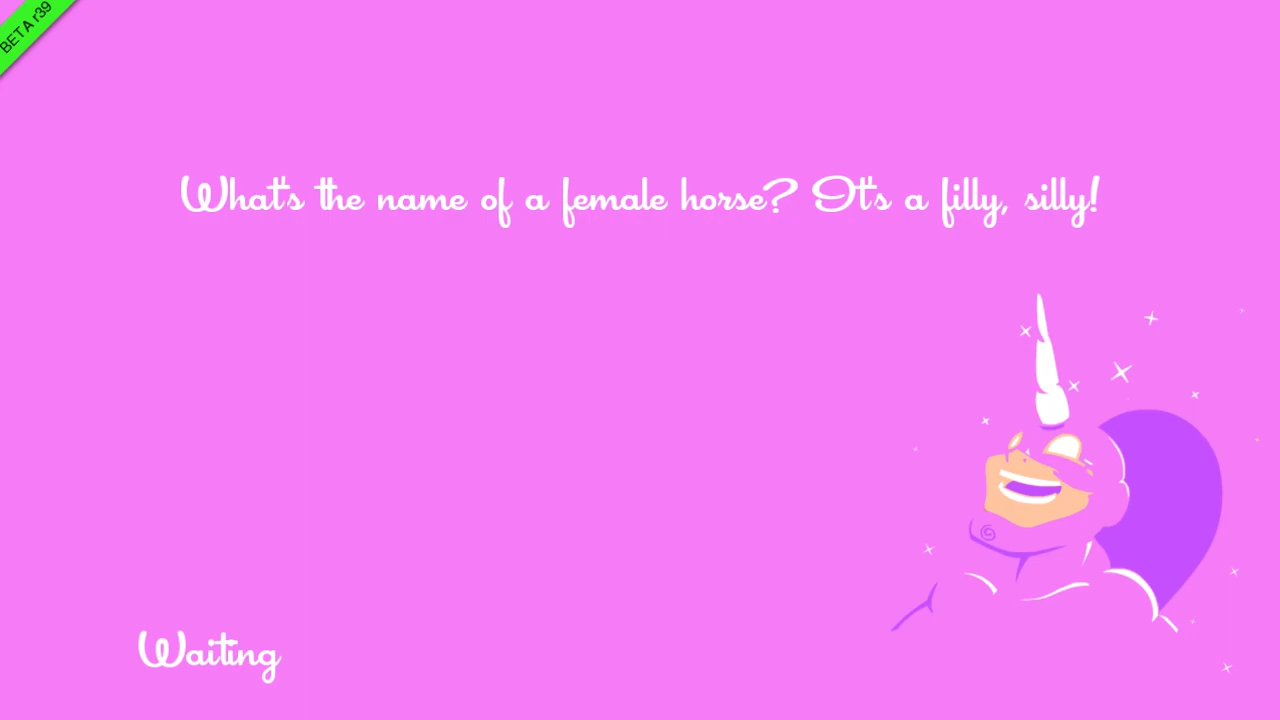 BETA r39
What's the name of a female horse? It's a filly, silly!
Waiting